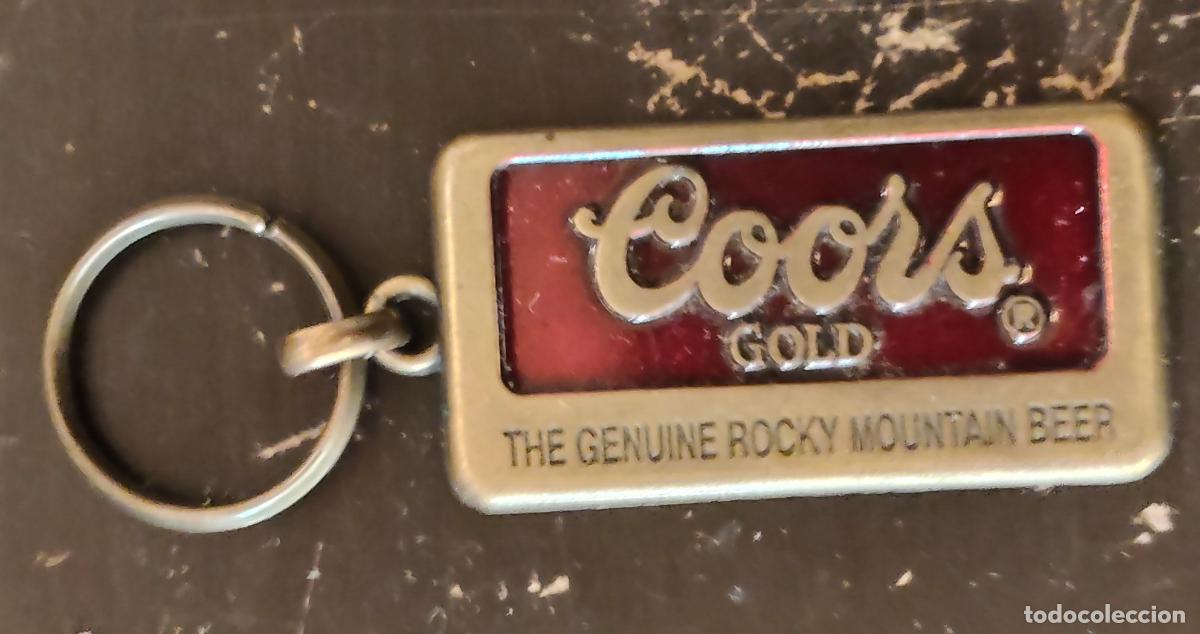 Coors®
GOLD
THE GENUINE ROCKY MOUNTAIN BEER
todocoleccion